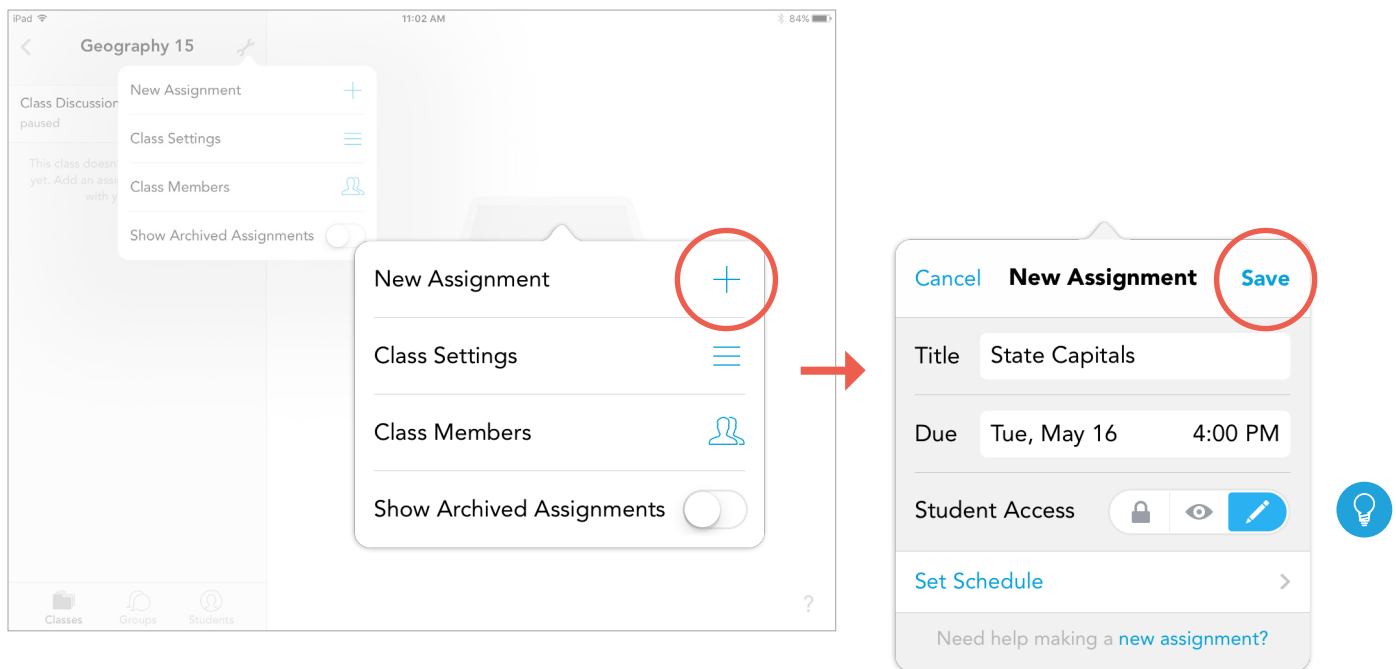 iPad
11:02 AM
84%
Geography 15
New Assignment
Class Discussion
paused
Class Settings
This class doesn
yet. Add an assi
with y
Class Members
Show Archived Assignments
New Assignment
Class Settings
Class Members
Show Archived Assignments
Classes
Groups
Students
?
Cancel
New Assignment
Save
Title
State Capitals
Due
Tue, May 16
4:00 PM
Student Access
Set Schedule
Need help making a new assignment?